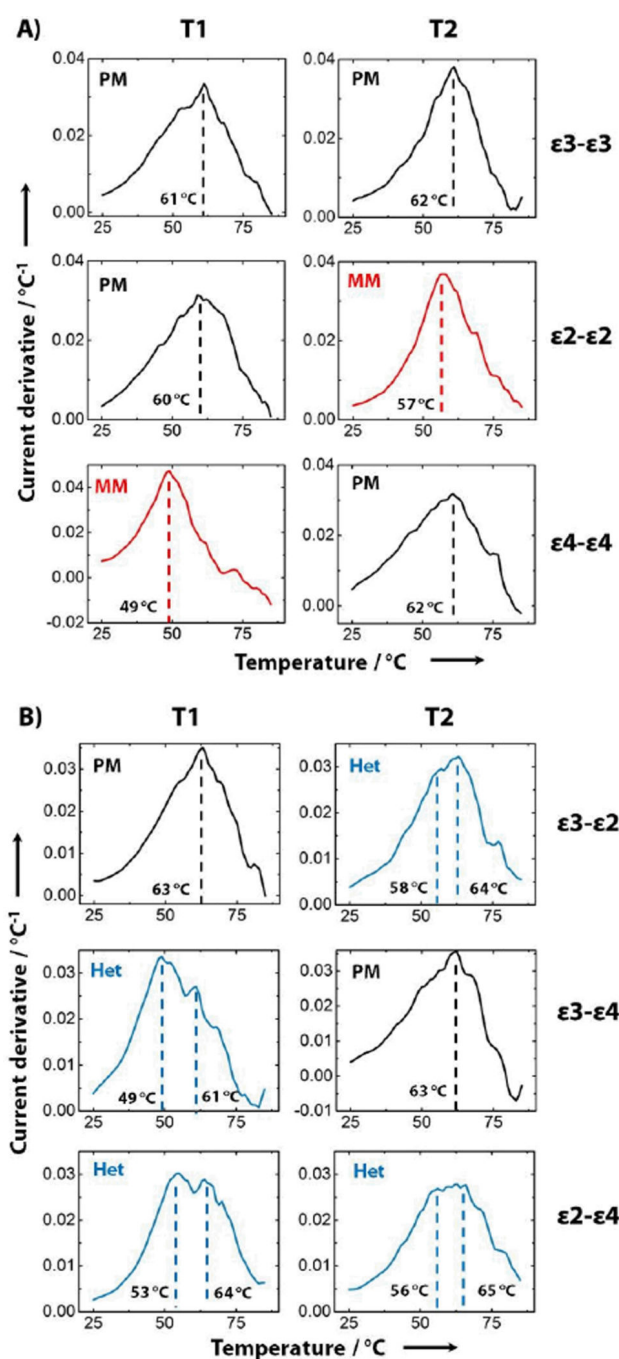 A) T1 T2
PM PM
0.04 0.04
0.02 0.02
0.00 0.00
61°C 62°C
25 50 75 25 50 75
ε3-ε3
PM MM
0.04 0.04
0.02 0.02
0.00 0.00
60°C 57°C
25 50 75 25 50 75
ε2-ε2
MM PM
0.04 0.04
0.02 0.02
0.00 0.00
-0.02
49°C 62°C
25 50 75 25 50 75
ε4-ε4
Current derivative / °C-1
Temperature / °C
B) T1 T2
PM Het
0.03 0.03
0.02 0.02
0.01 0.01
0.00 0.00
63°C 58°C 64°C
25 50 75 25 50 75
ε3-ε2
Het PM
0.03 0.03
0.02 0.02
0.01 0.01
0.00 0.00
-0.01
49°C 61°C 63°C
25 50 75 25 50 75
ε3-ε4
Het Het
0.03 0.03
0.02 0.02
0.01 0.01
0.00 0.00
53°C 64°C 56°C 65°C
25 50 75 25 50 75
ε2-ε4
Current derivative / °C-1
Temperature / °C